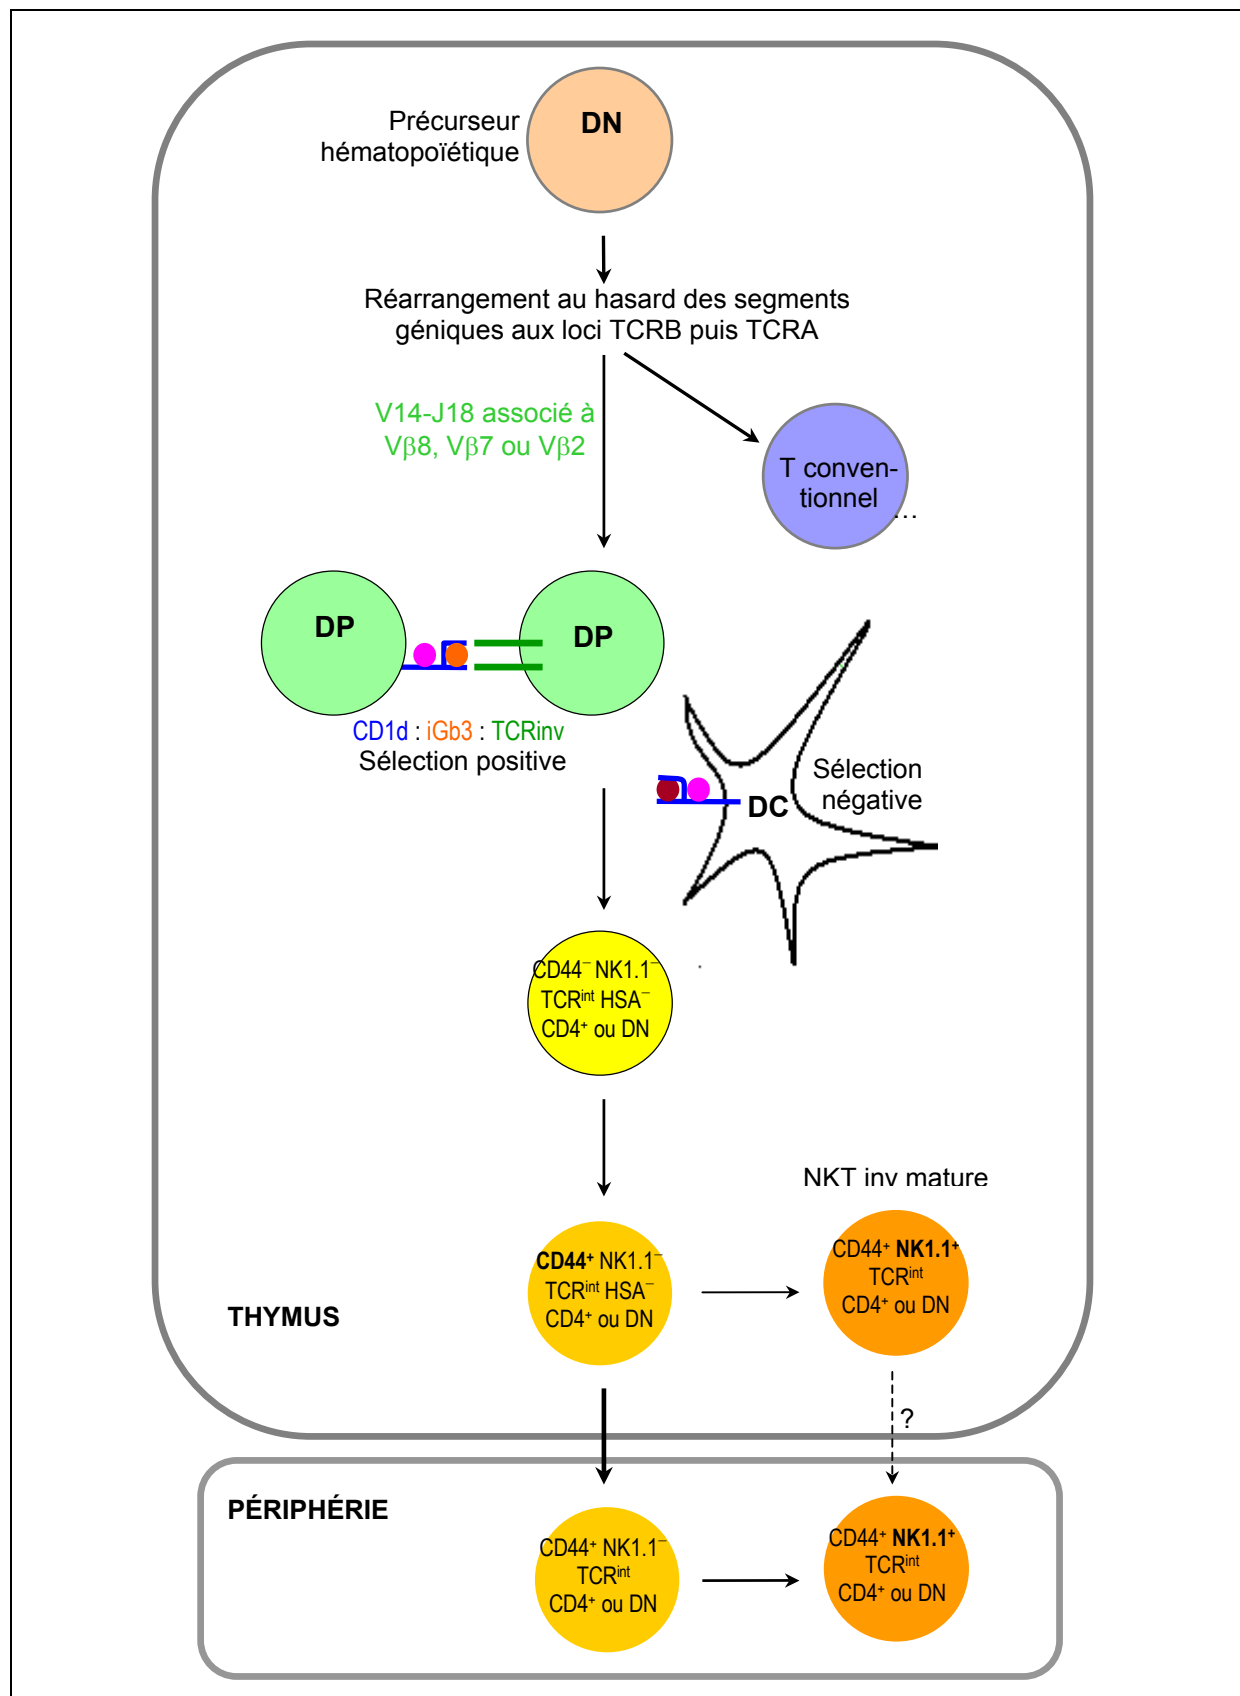 DN
Précurseur
hématopoïétique
Réarrangement au hasard des segments
géniques aux loci TCRB puis TCRA
V14-J18 associé à
Vβ8, Vβ7 ou Vβ2
T conven-
tionnel
...
DP
DP
CD1d : iGb3 : TCRinv
Sélection positive
Sélection
négative
DC
CD44⁻ NK1.1⁻
TCRⁱⁿᵗ HSA⁻
CD4⁺ ou DN
NKT inv mature
CD44⁺ NK1.1⁻
TCRⁱⁿᵗ HSA⁻
CD4⁺ ou DN
CD44⁺ NK1.1⁺
TCRⁱⁿᵗ
CD4⁺ ou DN
THYMUS
?
PÉRIPHÉRIE
CD44⁺ NK1.1⁻
TCRⁱⁿᵗ
CD4⁺ ou DN
CD44⁺ NK1.1⁺
TCRⁱⁿᵗ
CD4⁺ ou DN